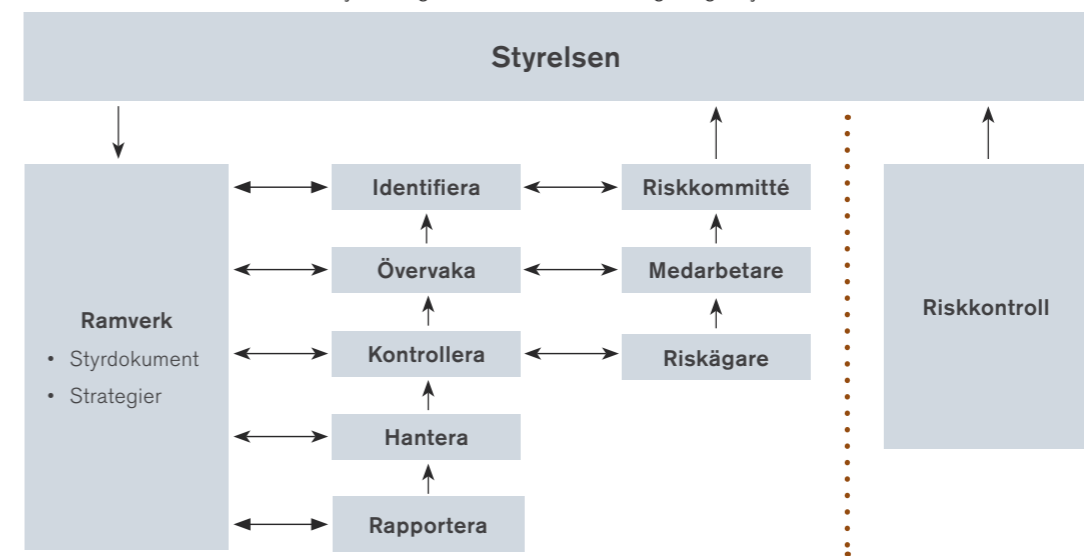 Styrelsen
Identifiera
Riskkommitté
Övervaka
Medarbetare
Riskkontroll
Ramverk
• Styrdokument
• Strategier
Kontrollera
Riskägare
Hantera
Rapportera